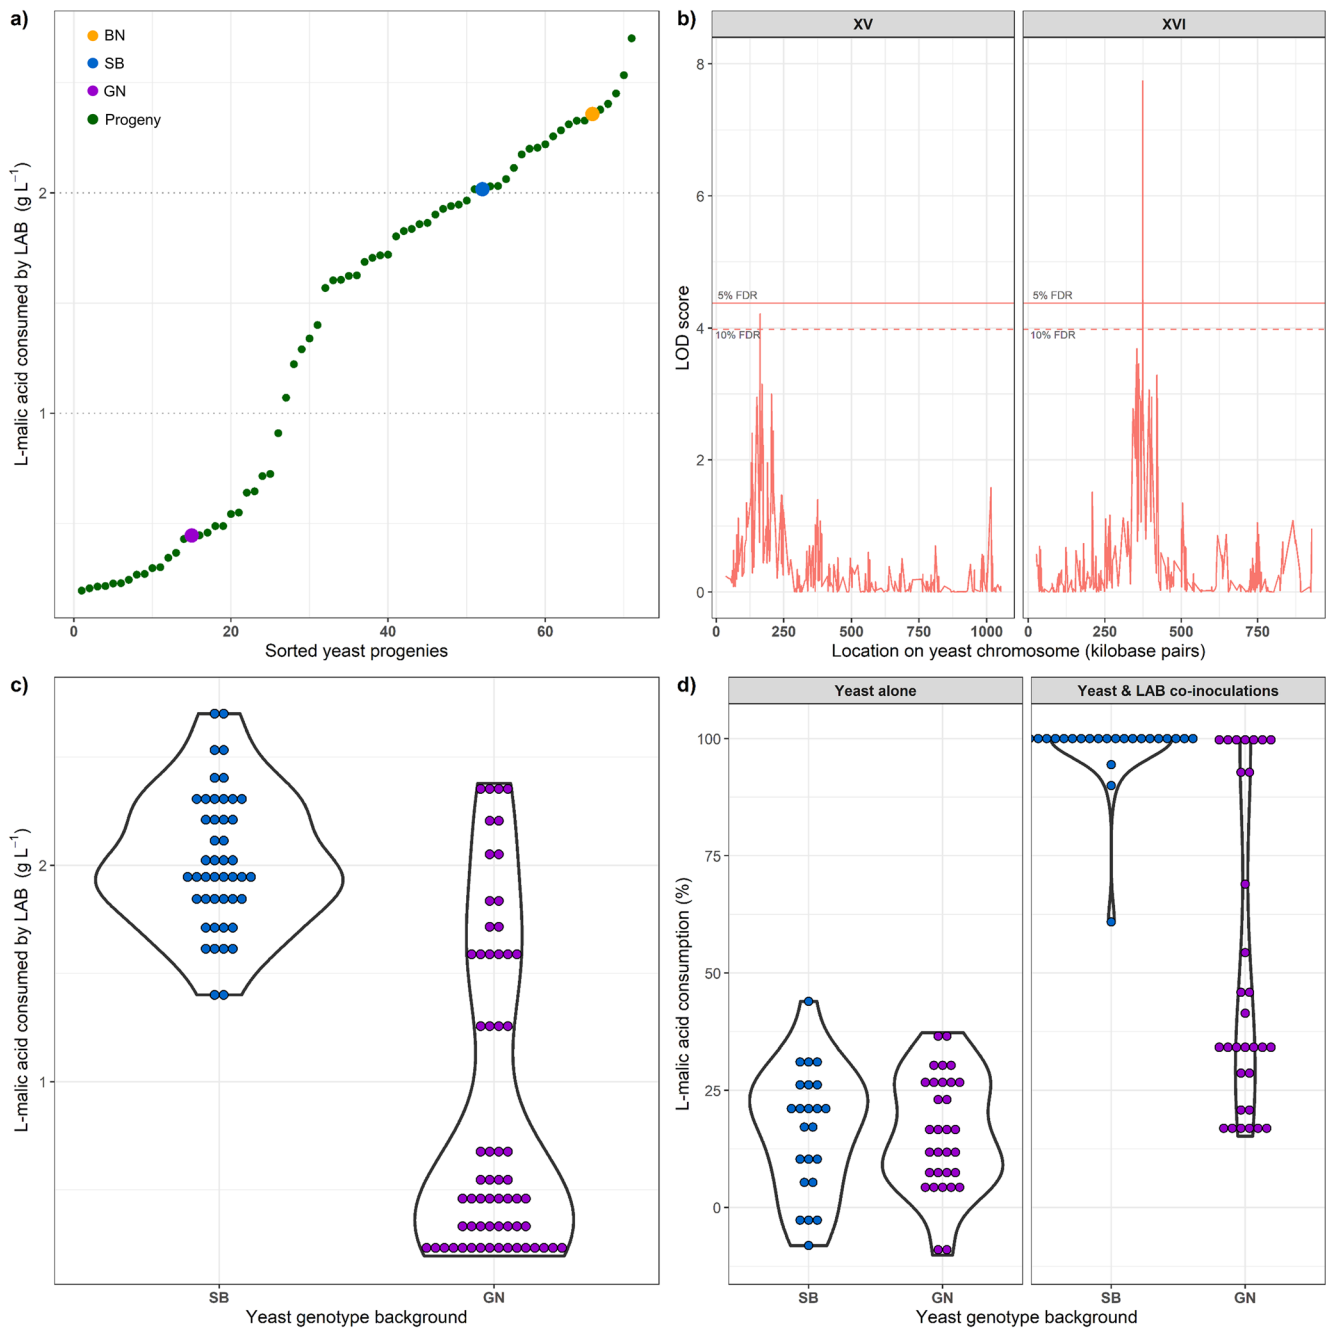 a)
BN
SB
GN
Progeny
L-malic acid consumed by LAB (g L⁻¹)
2
1
0
20
40
60
Sorted yeast progenies
b)
XV
XVI
LOD score
8
6
4
2
0
5% FDR
10% FDR
5% FDR
10% FDR
0
250
500
750
1000
0
250
500
750
Location on yeast chromosome (kilobase pairs)
c)
L-malic acid consumed by LAB (g L⁻¹)
2
1
SB
GN
Yeast genotype background
d)
Yeast alone
Yeast & LAB co-inoculations
L-malic acid consumption (%)
100
75
50
25
0
SB
GN
SB
GN
Yeast genotype background